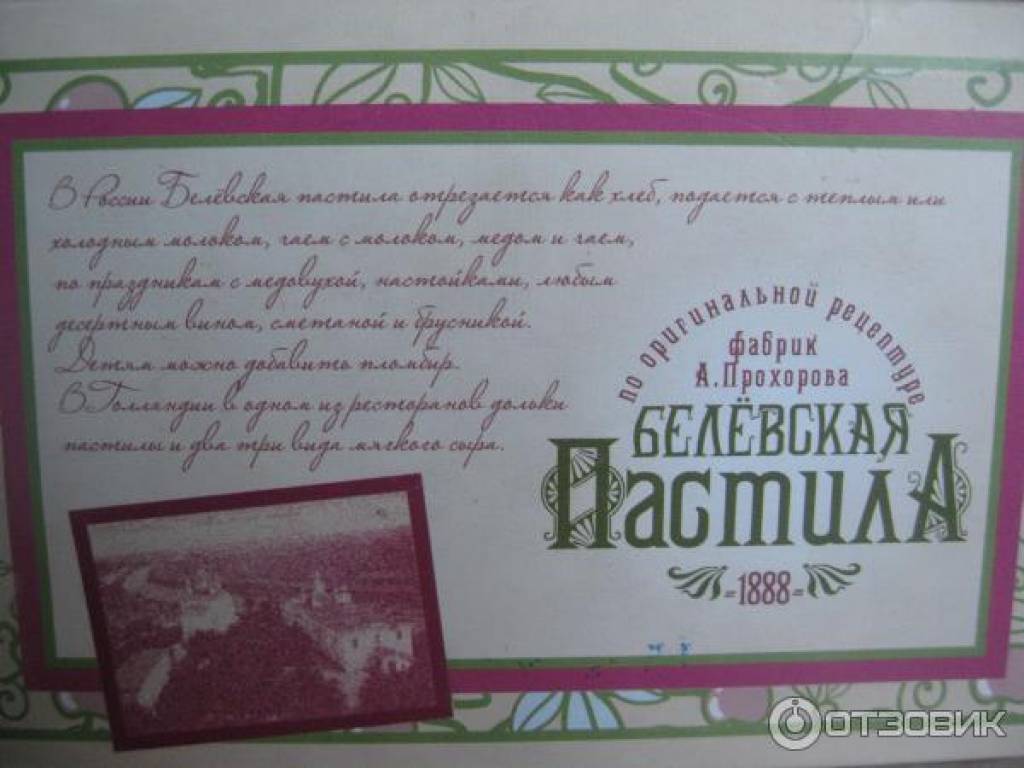 В России Белёвская пастила отрезается как хлеб, подается с теплым или
холодным молоком, чаем с молоком, медом и чаем,
по праздникам с медовухой, настойками, любым
десертным вином, сметаной и брусникой.
Детям можно добавить пломбир.
В Голландии в одном из ресторанов дольки
пастилы и два три вида мягкого сыра.
по оригинальной рецептуре
фабрик
А.Прохорова
БЕЛЁВСКАЯ
ПАСТИЛА
=1888=
ОТЗОВИК